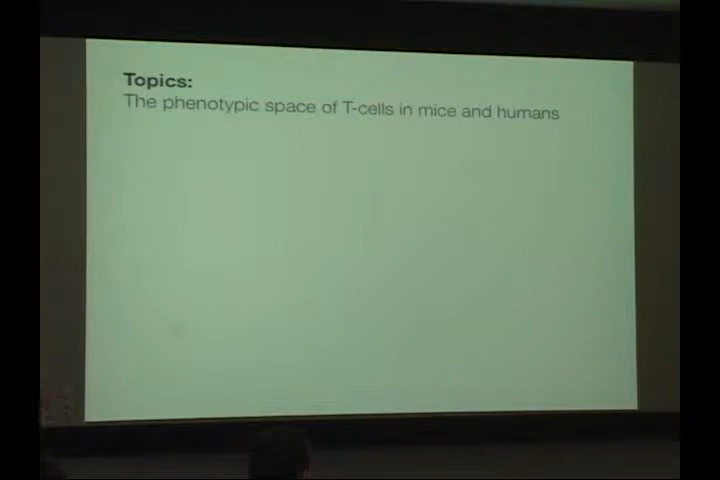 Topics:
The phenotypic space of T-cells in mice and humans